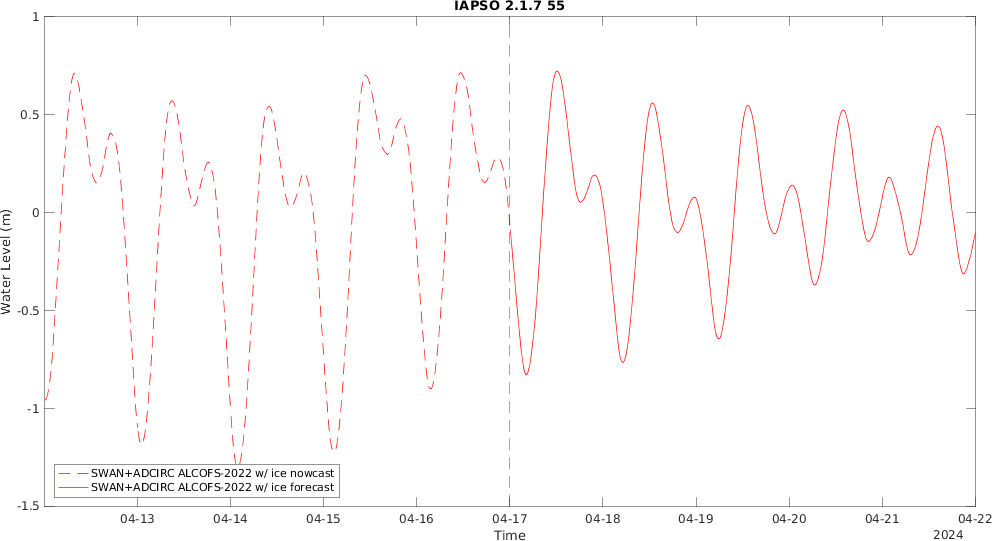 IAPSO 2.1.7 55
1
0.5
0
-0.5
-1
-1.5
Water Level (m)
SWAN+ADCIRC ALCOFS-2022 w/ ice nowcast
SWAN+ADCIRC ALCOFS-2022 w/ ice forecast
04-13 04-14 04-15 04-16 04-17 04-18 04-19 04-20 04-21 04-22
Time
2024